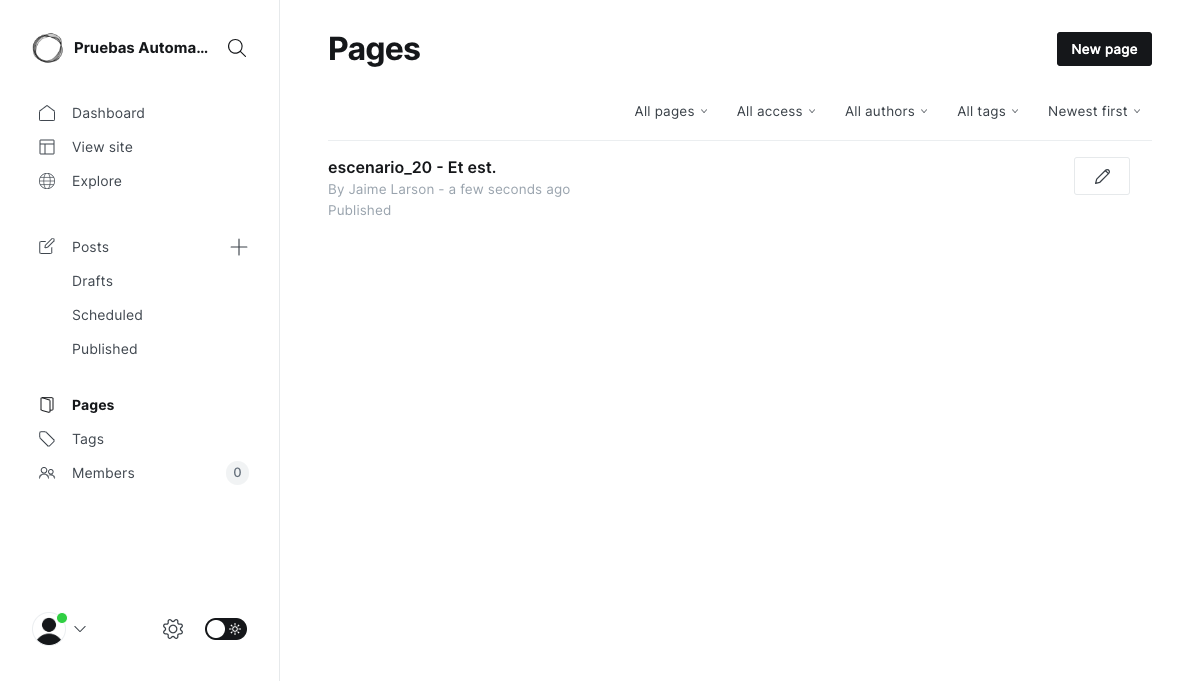 Pruebas Automa...
Dashboard
View site
Explore
Posts
Drafts
Scheduled
Published
Pages
Tags
Members
0
Pages
New page
All pages
All access
All authors
All tags
Newest first
escenario_20 - Et est.
By Jaime Larson - a few seconds ago
Published